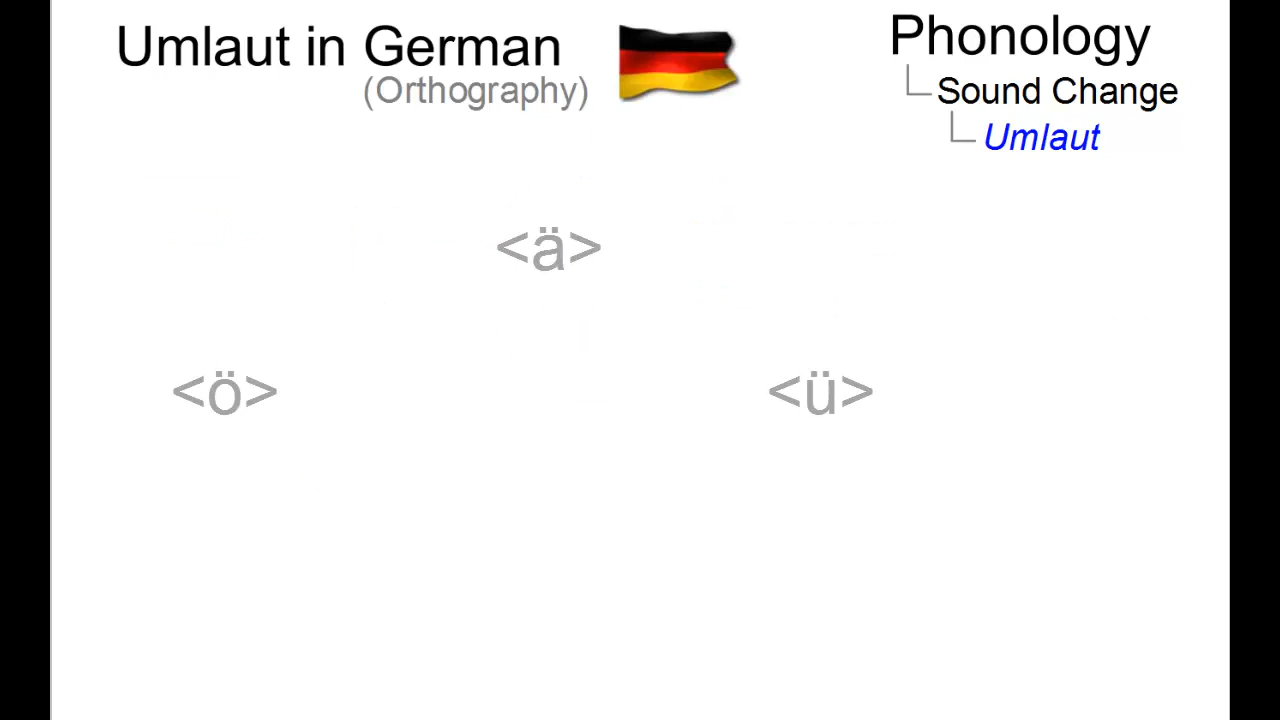 Umlaut in German
(Orthography)
Phonology
Sound Change
Umlaut
<ä>
<ö>
<ü>